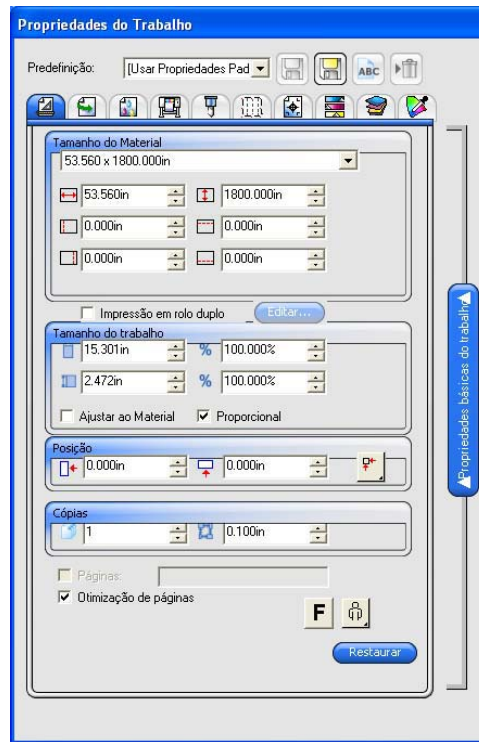 Propriedades do Trabalho
Predefinição: [Usar Propriedades Pad
ABC
Tamanho do Material
53.560 x 1800.000in
53.560in 1800.000in
0.000in 0.000in
0.000in 0.000in
Impressão em rolo duplo Editar...
Tamanho do trabalho
15.301in % 100.000%
2.472in % 100.000%
Ajustar ao Material Proporcional
Posição
0.000in 0.000in
Cópias
1 0.100in
Páginas:
Otimização de páginas
F
Restaurar
Propriedades básicas do trabalho